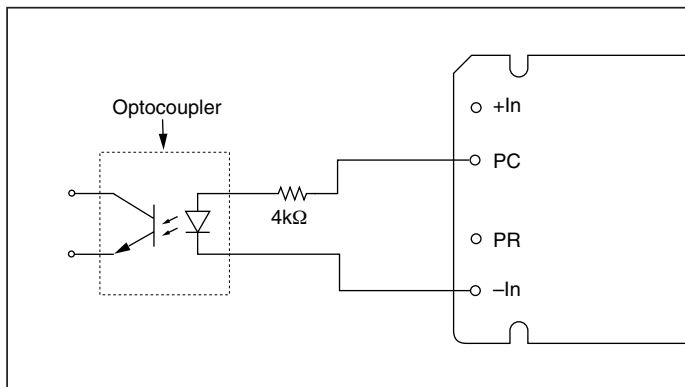 Optocoupler
4kΩ
+In
PC
PR
–In